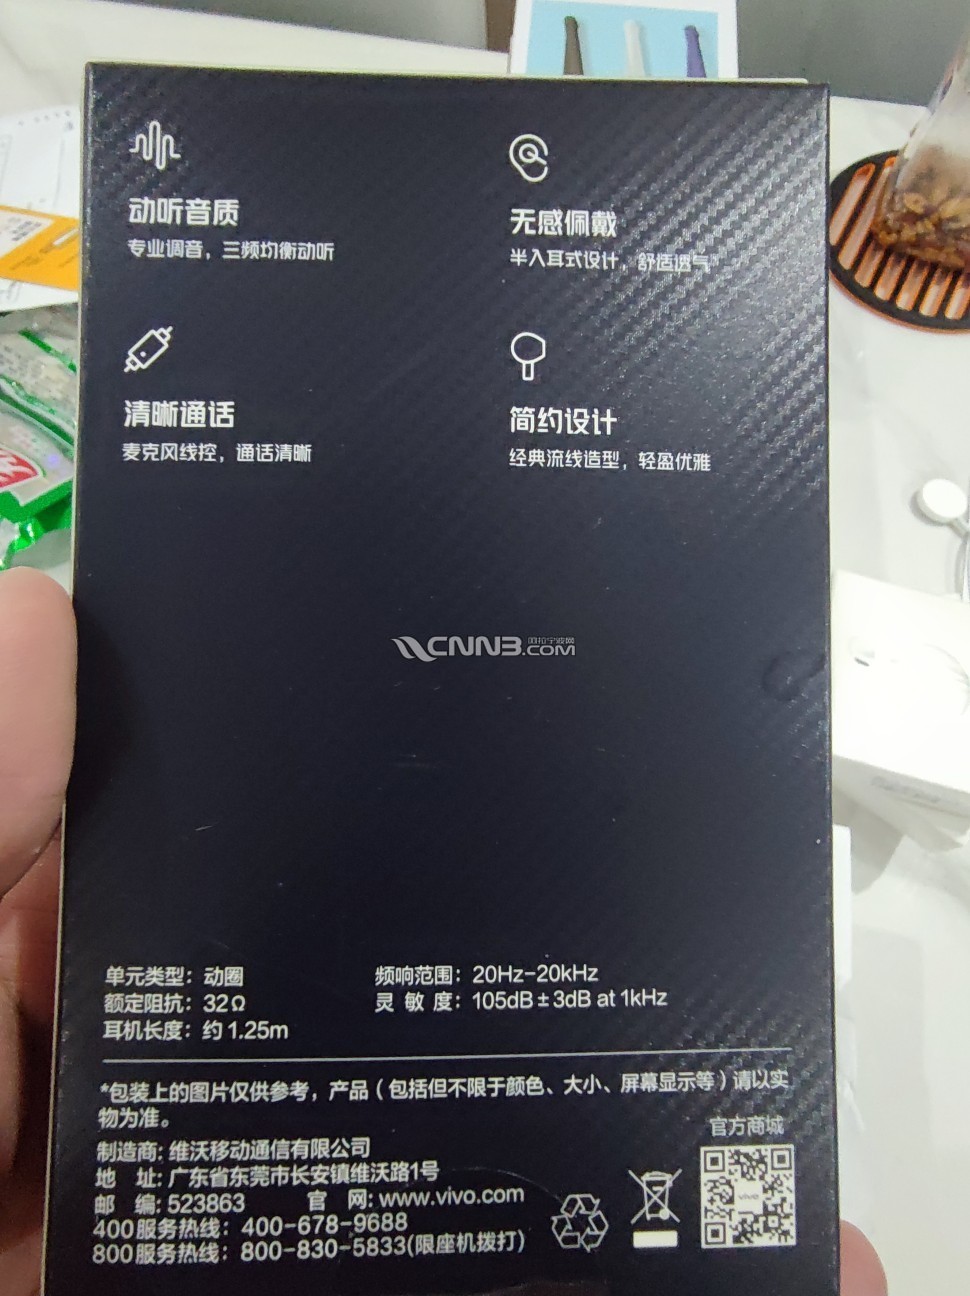 动听音质
专业调音，三频均衡动听
无感佩戴
半入耳式设计，舒适透气
清晰通话
麦克风线控，通话清晰
简约设计
经典流线造型，轻盈优雅
CNN3.COM
单元类型：动圈
频响范围：20Hz-20kHz
额定阻抗：32Ω
灵 敏 度：105dB±3dB at 1kHz
耳机长度：约1.25m
*包装上的图片仅供参考，产品（包括但不限于颜色、大小、屏幕显示等）请以实
物为准。
官方商城
制造商: 维沃移动通信有限公司
地 址: 广东省东莞市长安镇维沃路1号
邮 编: 523863 官 网: www.vivo.com
400服务热线：400-678-9688
800服务热线：800-830-5833(限座机拨打)
vivo